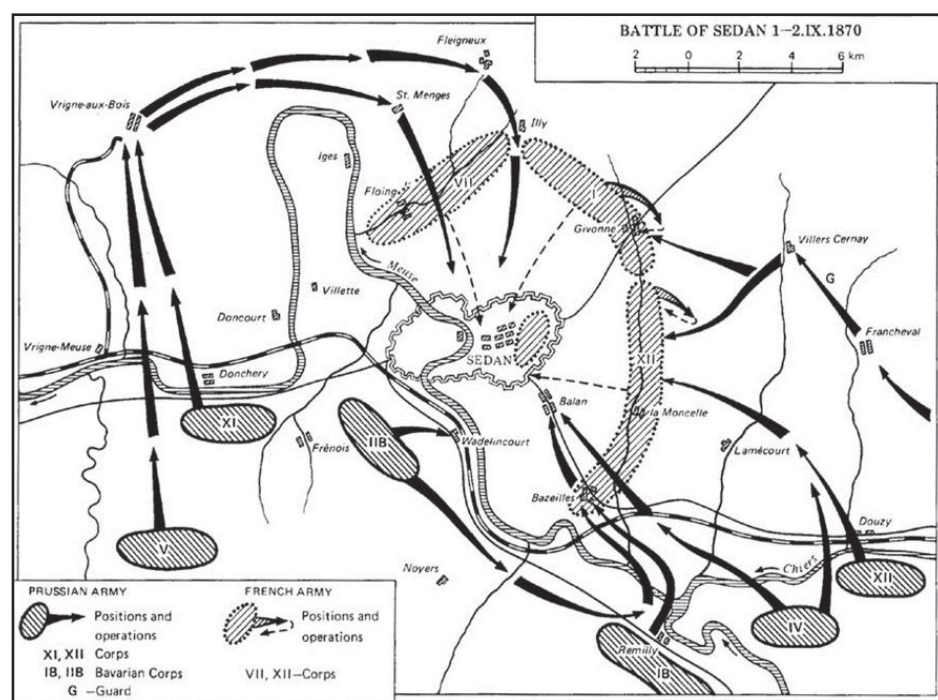 BATTLE OF SEDAN 1–2.IX.1870
2 0 2 4 6 km
Fleigneux
Vrigne-aux-Bois
St. Menges
Illy
Iges
VII
I
Floing
Givonne
Villers Cernay
Meuse
G
Villette
Doncourt
Francheval
Vrigne-Meuse
SEDAN
XII
Donchery
Balan
la Moncelle
XI
IIB
Wadelincourt
Frénois
Lamécourt
Bazeilles
V
Douzy
Noyers
Chiers
XII
IV
Remilly
IB
PRUSSIAN ARMY
Positions and
operations
XI, XII Corps
IB, IIB Bavarian Corps
G –Guard
FRENCH ARMY
Positions and
operations
VII, XII–Corps